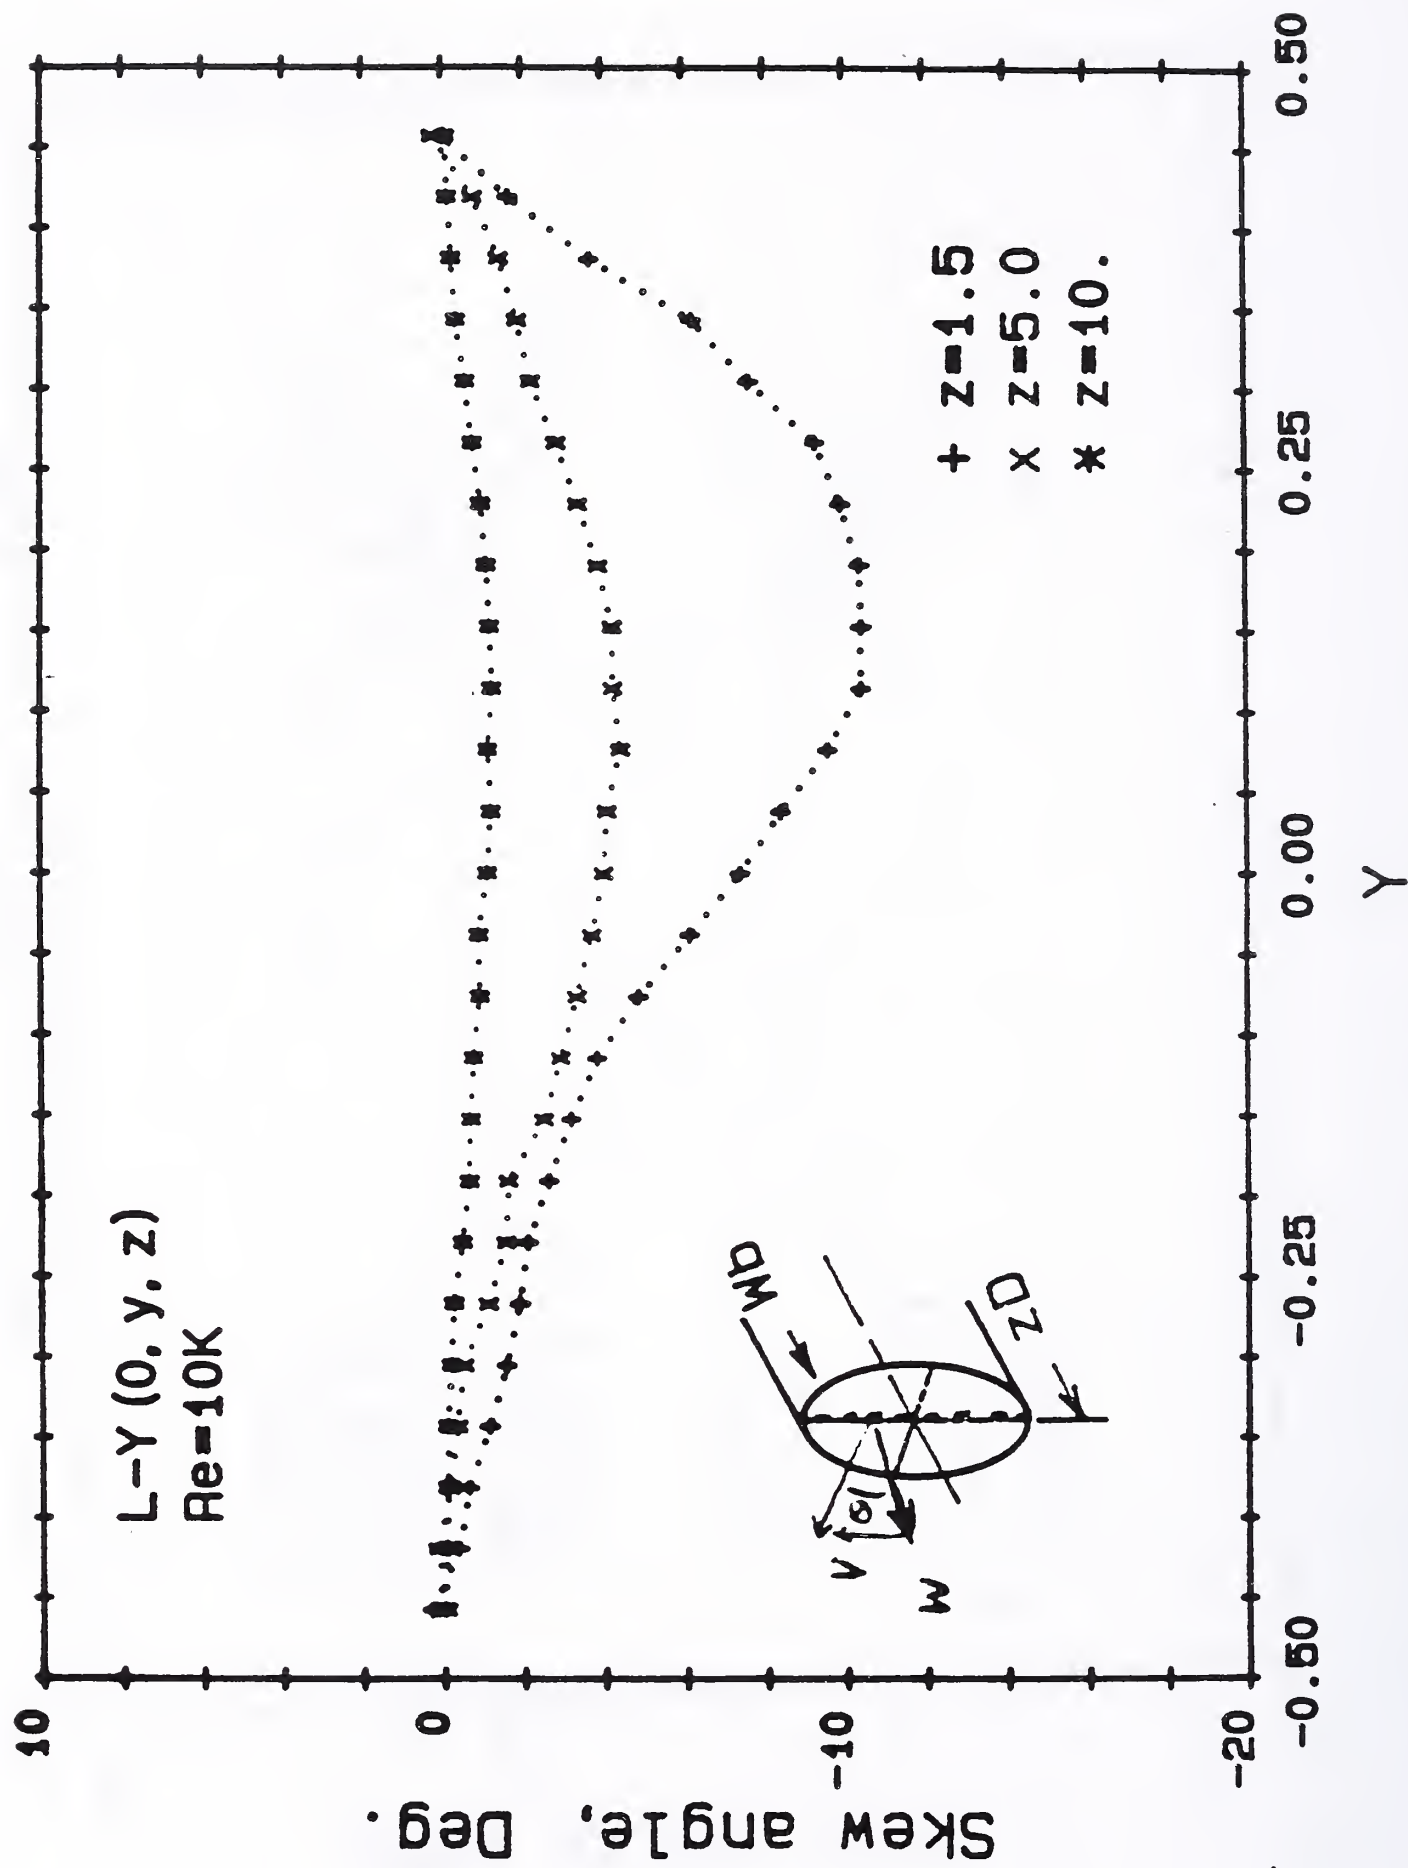 L-Y (0, y, z)
Re=10K
+ z=1.5
x z=5.0
* z=10.
Wb
zD
V
θ
W
10
0
-10
-20
Skew angle, Deg.
-0.50
-0.25
0.00
0.25
0.50
Y